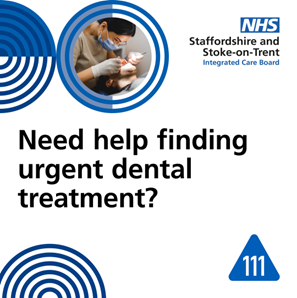 NHS
Staffordshire and
Stoke-on-Trent
Integrated Care Board
Need help finding
urgent dental
treatment?
111